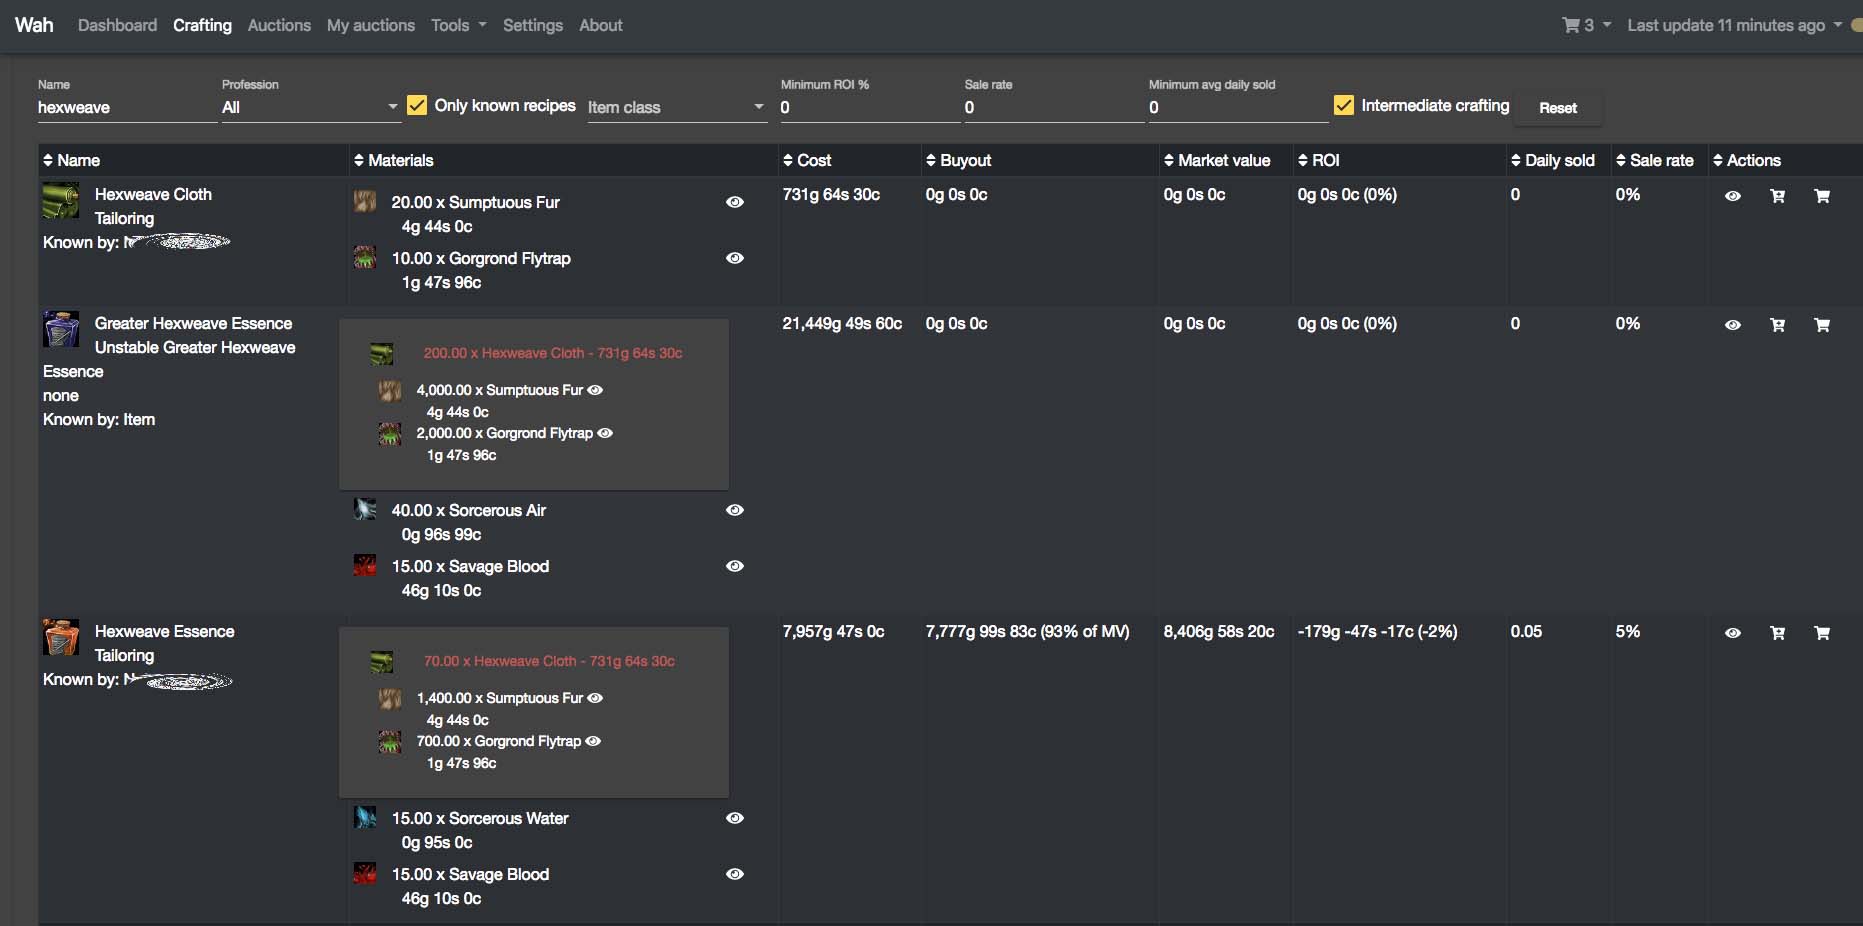 Wah Dashboard Crafting Auctions My auctions Tools Settings About 3 Last update 11 minutes ago
Name Profession Minimum ROI % Sale rate Minimum avg daily sold
hexweave All Only known recipes Item class 0 0 0 Intermediate crafting Reset
Name Materials Cost Buyout Market value ROI Daily sold Sale rate Actions
Hexweave Cloth
Tailoring
Known by:
20.00 x Sumptuous Fur
4g 44s 0c
10.00 x Gorgrond Flytrap
1g 47s 96c
731g 64s 30c 0g 0s 0c 0g 0s 0c 0g 0s 0c (0%) 0 0%
Greater Hexweave Essence
Unstable Greater Hexweave
Essence
none
Known by: Item
200.00 x Hexweave Cloth - 731g 64s 30c
4,000.00 x Sumptuous Fur
4g 44s 0c
2,000.00 x Gorgrond Flytrap
1g 47s 96c
40.00 x Sorcerous Air
0g 96s 99c
15.00 x Savage Blood
46g 10s 0c
21,449g 49s 60c 0g 0s 0c 0g 0s 0c 0g 0s 0c (0%) 0 0%
Hexweave Essence
Tailoring
Known by:
70.00 x Hexweave Cloth - 731g 64s 30c
1,400.00 x Sumptuous Fur
4g 44s 0c
700.00 x Gorgrond Flytrap
1g 47s 96c
15.00 x Sorcerous Water
0g 95s 0c
15.00 x Savage Blood
46g 10s 0c
7,957g 47s 0c 7,777g 99s 83c (93% of MV) 8,406g 58s 20c -179g -47s -17c (-2%) 0.05 5%